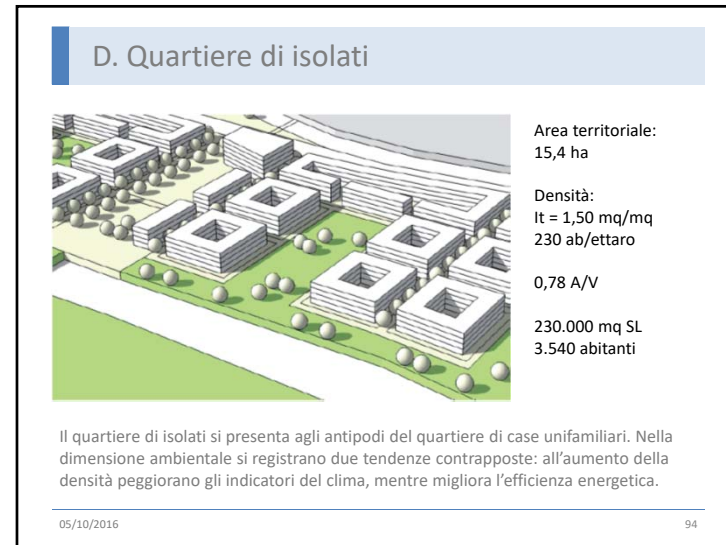 D. Quartiere di isolati
Area territoriale:
15,4 ha
Densità:
It = 1,50 mq/mq
230 ab/ettaro
0,78 A/V
230.000 mq SL
3.540 abitanti
Il quartiere di isolati si presenta agli antipodi del quartiere di case unifamiliari. Nella
dimensione ambientale si registrano due tendenze contrapposte: all’aumento della
densità peggiorano gli indicatori del clima, mentre migliora l’efficienza energetica.
05/10/2016
94